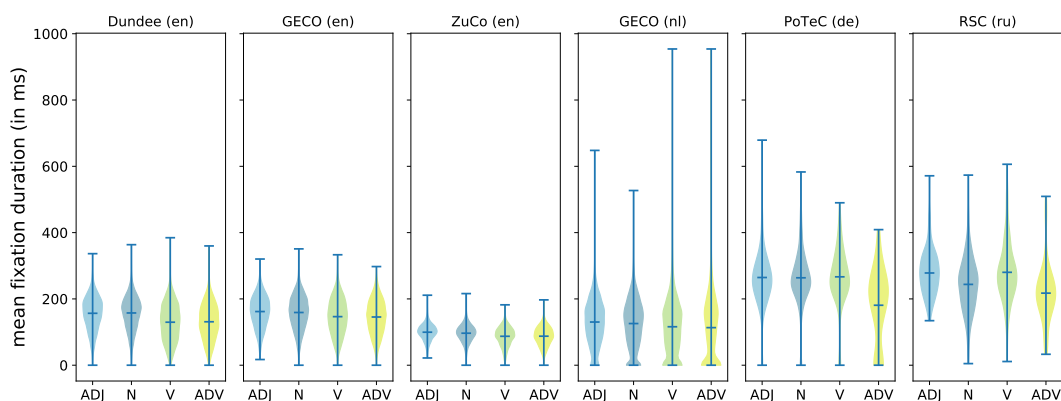 Dundee (en) GECO (en) ZuCo (en) GECO (nl) PoTeC (de) RSC (ru)
mean fixation duration (in ms)
1000
800
600
400
200
0
ADJ N V ADV ADJ N V ADV ADJ N V ADV ADJ N V ADV ADJ N V ADV ADJ N V ADV